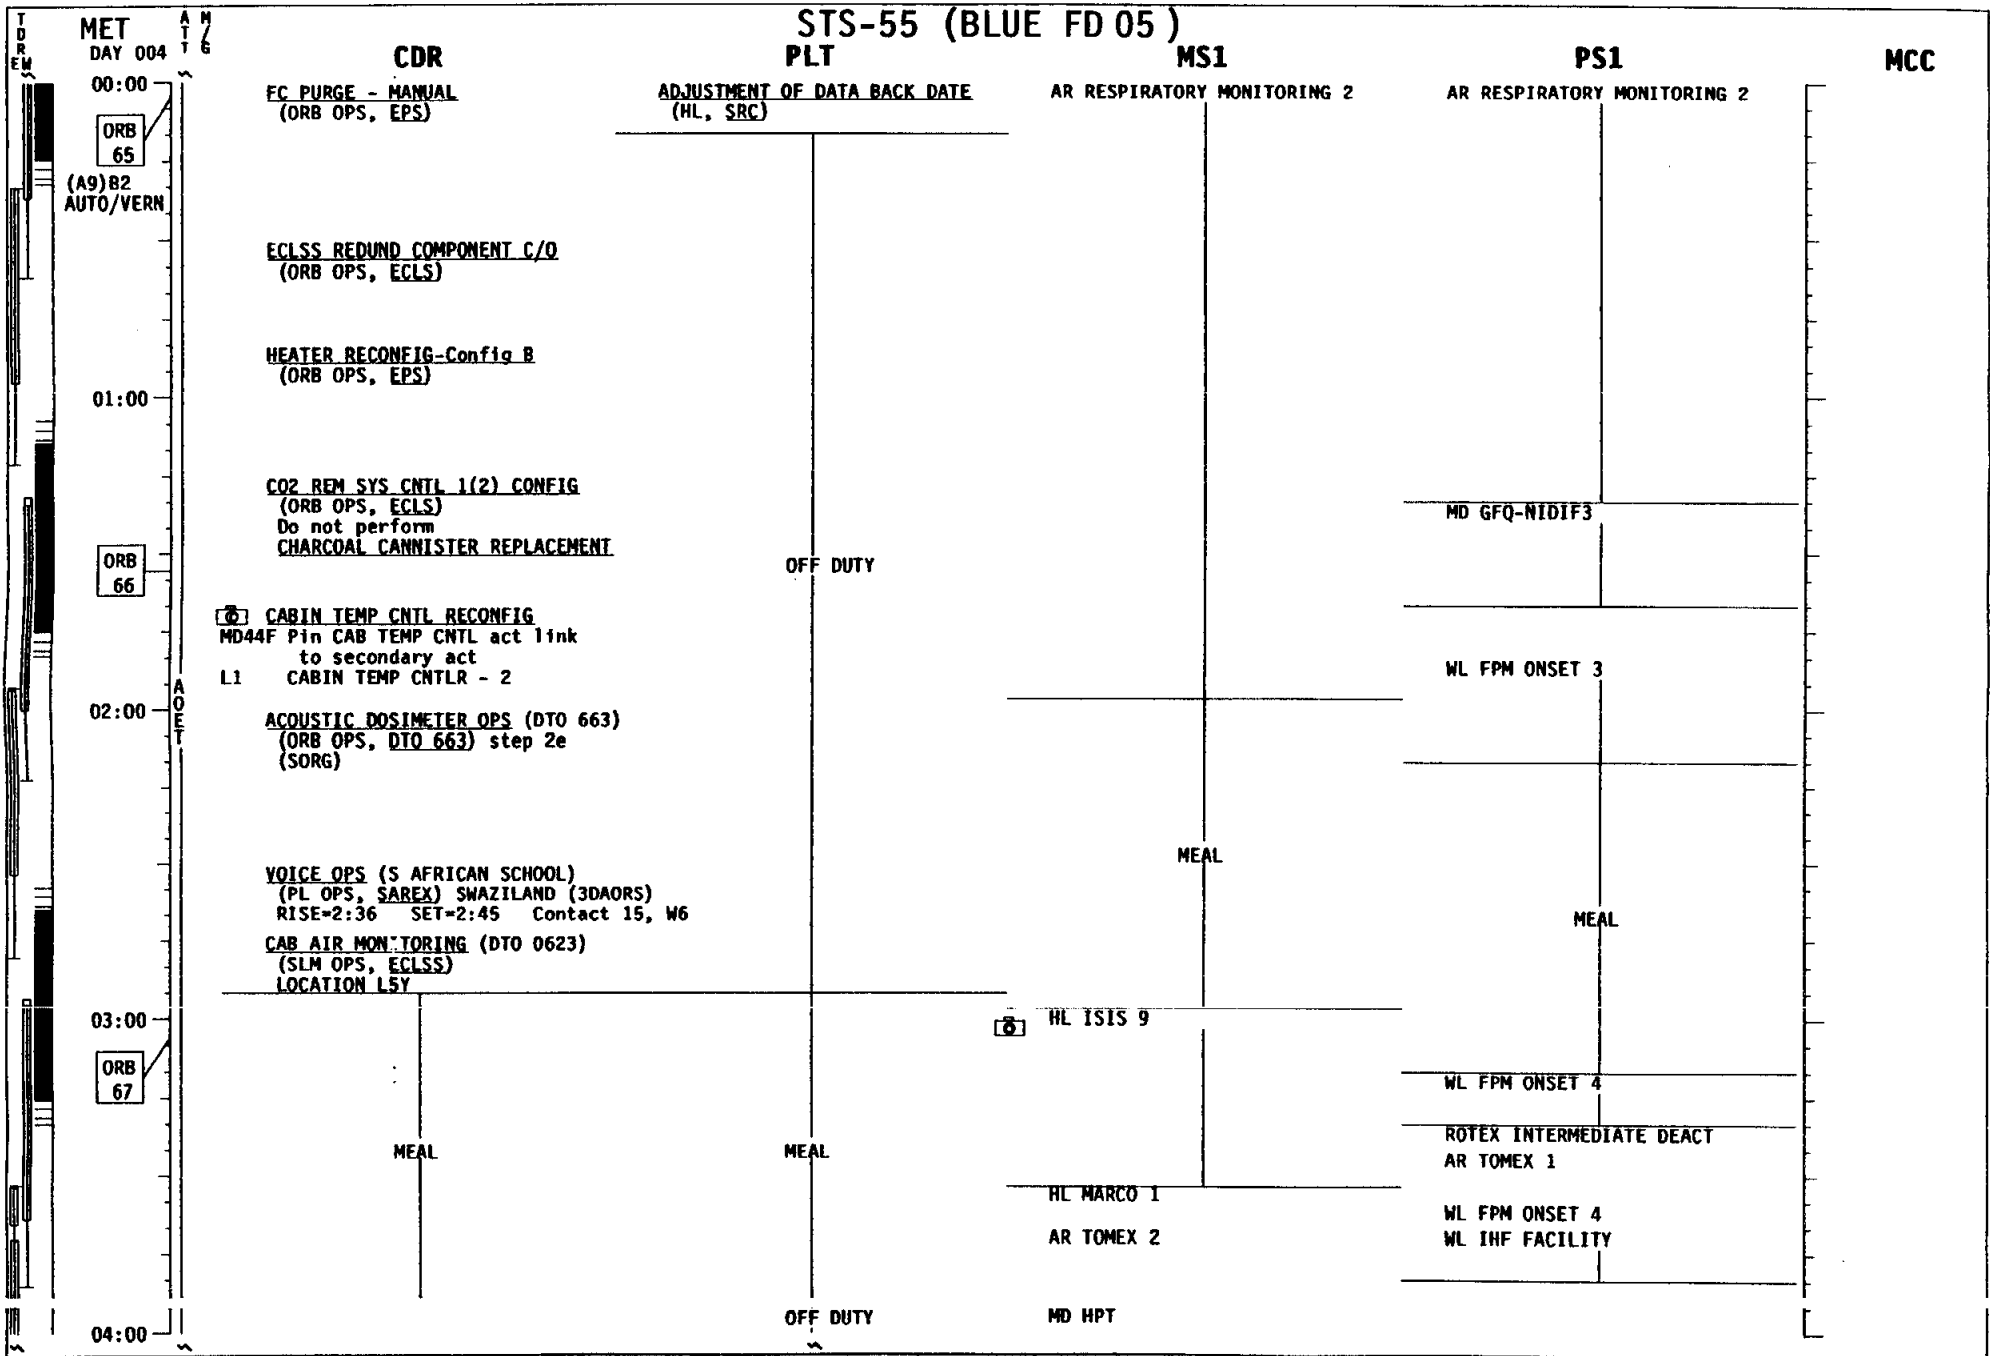 STS-55 (BLUE FD 05 )
TDRE W
MET
DAY 004
ATT
M/G
CDR
PLT
MS1
PS1
MCC
00:00
ORB
65
(A9)B2
AUTO/VERN
01:00
ORB
66
AOET
02:00
03:00
ORB
67
04:00
FC PURGE - MANUAL
(ORB OPS, EPS)
ECLSS REDUND COMPONENT C/O
(ORB OPS, ECLS)
HEATER RECONFIG-Config B
(ORB OPS, EPS)
CO2 REM SYS CNTL 1(2) CONFIG
(ORB OPS, ECLS)
Do not perform
CHARCOAL CANNISTER REPLACEMENT
CABIN TEMP CNTL RECONFIG
MD44F Pin CAB TEMP CNTL act link
to secondary act
L1 CABIN TEMP CNTLR - 2
ACOUSTIC DOSIMETER OPS (DTO 663)
(ORB OPS, DTO 663) step 2e
(SORG)
VOICE OPS (S AFRICAN SCHOOL)
(PL OPS, SAREX) SWAZILAND (3DAORS)
RISE=2:36 SET=2:45 Contact 15, W6
CAB AIR MONITORING (DTO 0623)
(SLM OPS, ECLSS)
LOCATION L5Y
MEAL
ADJUSTMENT OF DATA BACK DATE
(HL, SRC)
OFF DUTY
MEAL
OFF DUTY
AR RESPIRATORY MONITORING 2
MEAL
HL ISIS 9
HL MARCO 1
AR TOMEX 2
MD HPT
AR RESPIRATORY MONITORING 2
MD GFQ-NIDIF3
WL FPM ONSET 3
MEAL
WL FPM ONSET 4
ROTEX INTERMEDIATE DEACT
AR TOMEX 1
WL FPM ONSET 4
WL IHF FACILITY